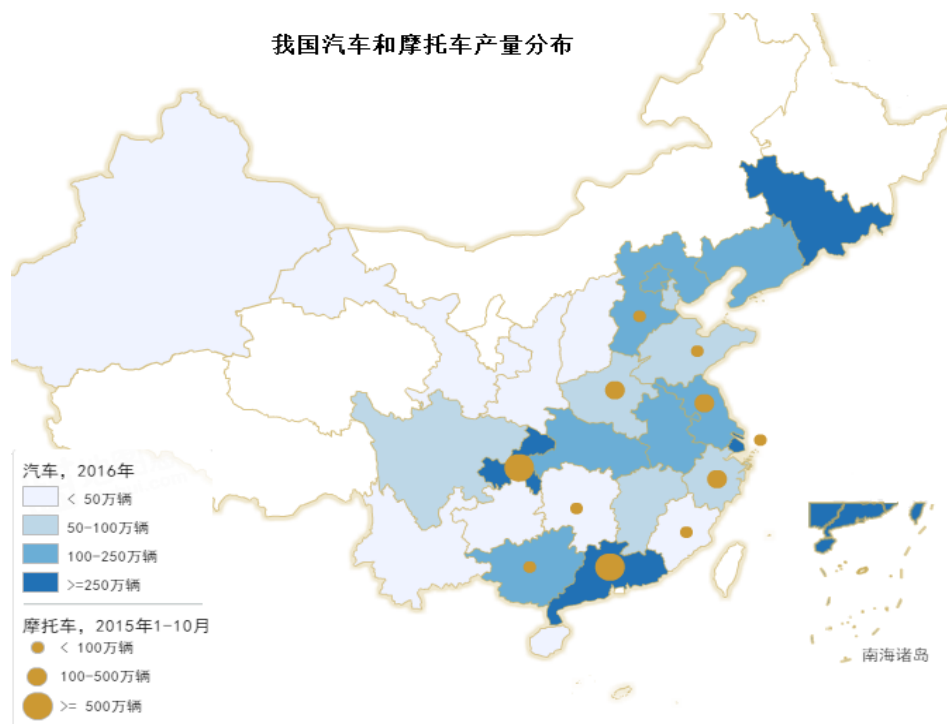 我国汽车和摩托车产量分布
汽车，2016年
< 50万辆
50-100万辆
100-250万辆
>=250万辆
摩托车，2015年1-10月
< 100万辆
100-500万辆
>= 500万辆
南海诸岛